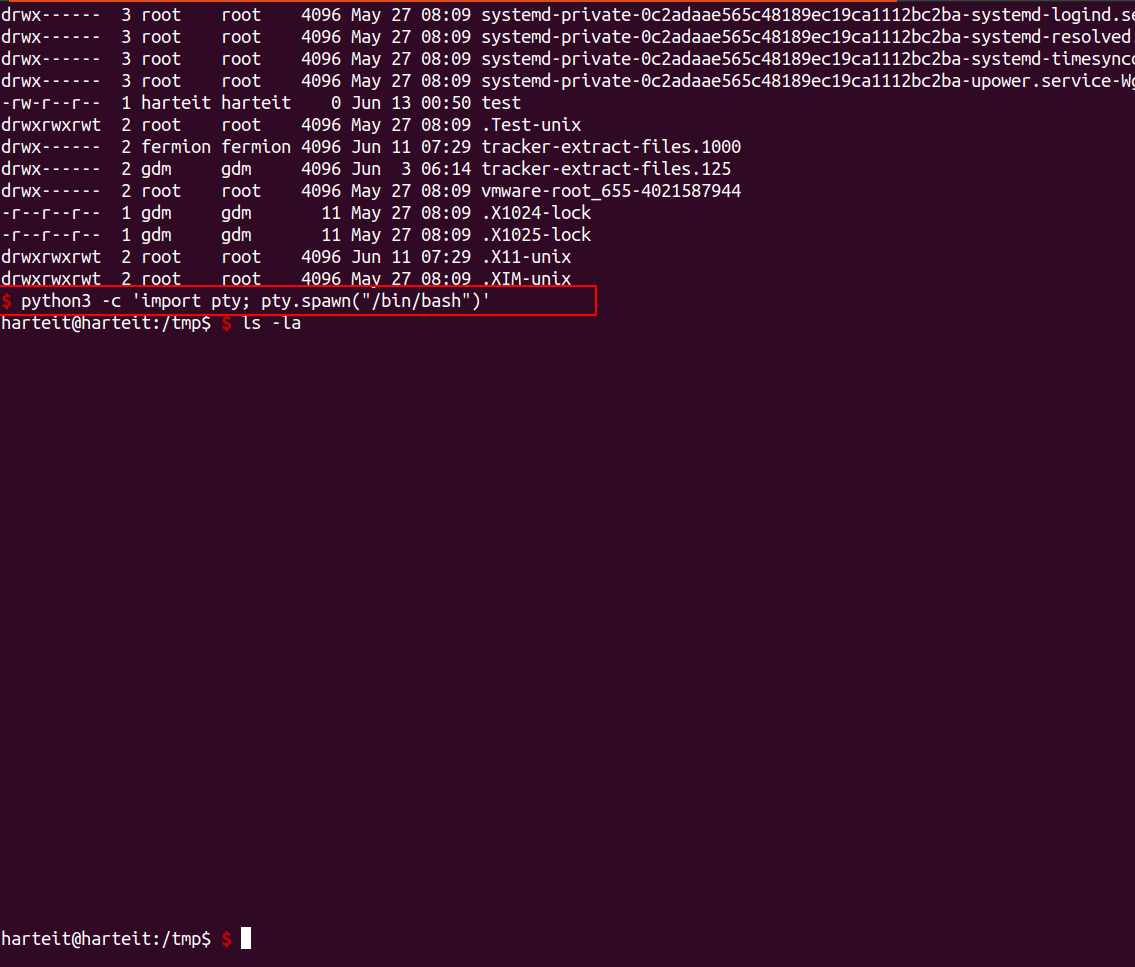 drwx------  3 root    root    4096 May 27 08:09 systemd-private-0c2adaae565c48189ec19ca1112bc2ba-systemd-logind.se
drwx------  3 root    root    4096 May 27 08:09 systemd-private-0c2adaae565c48189ec19ca1112bc2ba-systemd-resolved.
drwx------  3 root    root    4096 May 27 08:09 systemd-private-0c2adaae565c48189ec19ca1112bc2ba-systemd-timesync
drwx------  3 root    root    4096 May 27 08:09 systemd-private-0c2adaae565c48189ec19ca1112bc2ba-upower.service-Wg
-rw-r--r--  1 harteit harteit    0 Jun 13 00:50 test
drwxrwxrwt  2 root    root    4096 May 27 08:09 .Test-unix
drwx------  2 fermion fermion 4096 Jun 11 07:29 tracker-extract-files.1000
drwx------  2 gdm     gdm     4096 Jun  3 06:14 tracker-extract-files.125
drwx------  2 root    root    4096 May 27 08:09 vmware-root_655-4021587944
-r--r--r--  1 gdm     gdm       11 May 27 08:09 .X1024-lock
-r--r--r--  1 gdm     gdm       11 May 27 08:09 .X1025-lock
drwxrwxrwt  2 root    root    4096 Jun 11 07:29 .X11-unix
drwxrwxrwt  2 root    root    4096 May 27 08:09 .XIM-unix
$ python3 -c 'import pty; pty.spawn("/bin/bash")'
harteit@harteit:/tmp$ $ ls -la
harteit@harteit:/tmp$ $